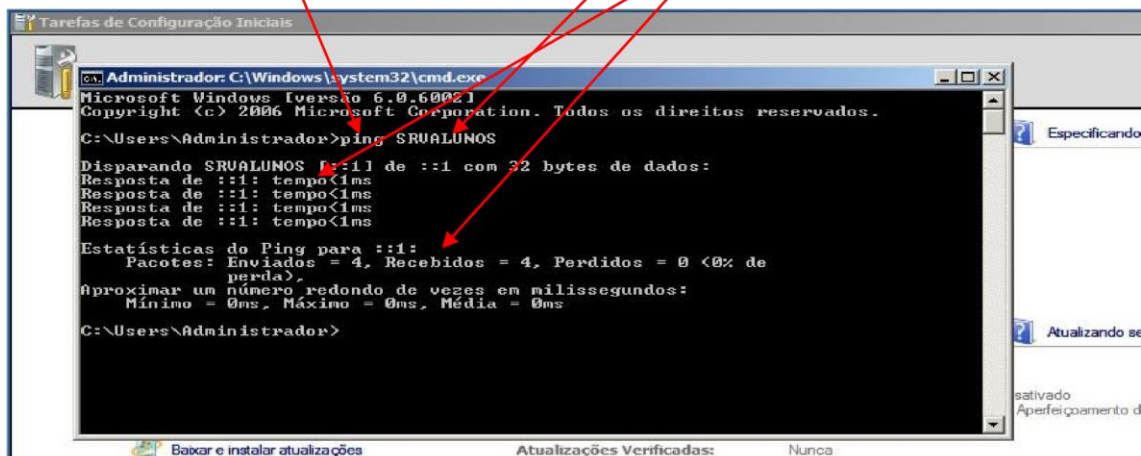 Tarefas de Configuração Iniciais
Administrador: C:\Windows\system32\cmd.exe
Microsoft Windows [versão 6.0.6002]
Copyright (c) 2006 Microsoft Corporation. Todos os direitos reservados.
C:\Users\Administrador>ping SRVALUNOS
Disparando SRVALUNOS [::1] de ::1 com 32 bytes de dados:
Resposta de ::1: tempo<1ms
Resposta de ::1: tempo<1ms
Resposta de ::1: tempo<1ms
Resposta de ::1: tempo<1ms
Estatísticas do Ping para ::1:
Pacotes: Enviados = 4, Recebidos = 4, Perdidos = 0 (0% de
perda),
Aproximar um número redondo de vezes em milissegundos:
Mínimo = 0ms, Máximo = 0ms, Média = 0ms
C:\Users\Administrador>
Especificando
Atualizando se
sativado
Aperfeiçoamento d
Baixar e instalar atualizações
Atualizações Verificadas:
Nunca